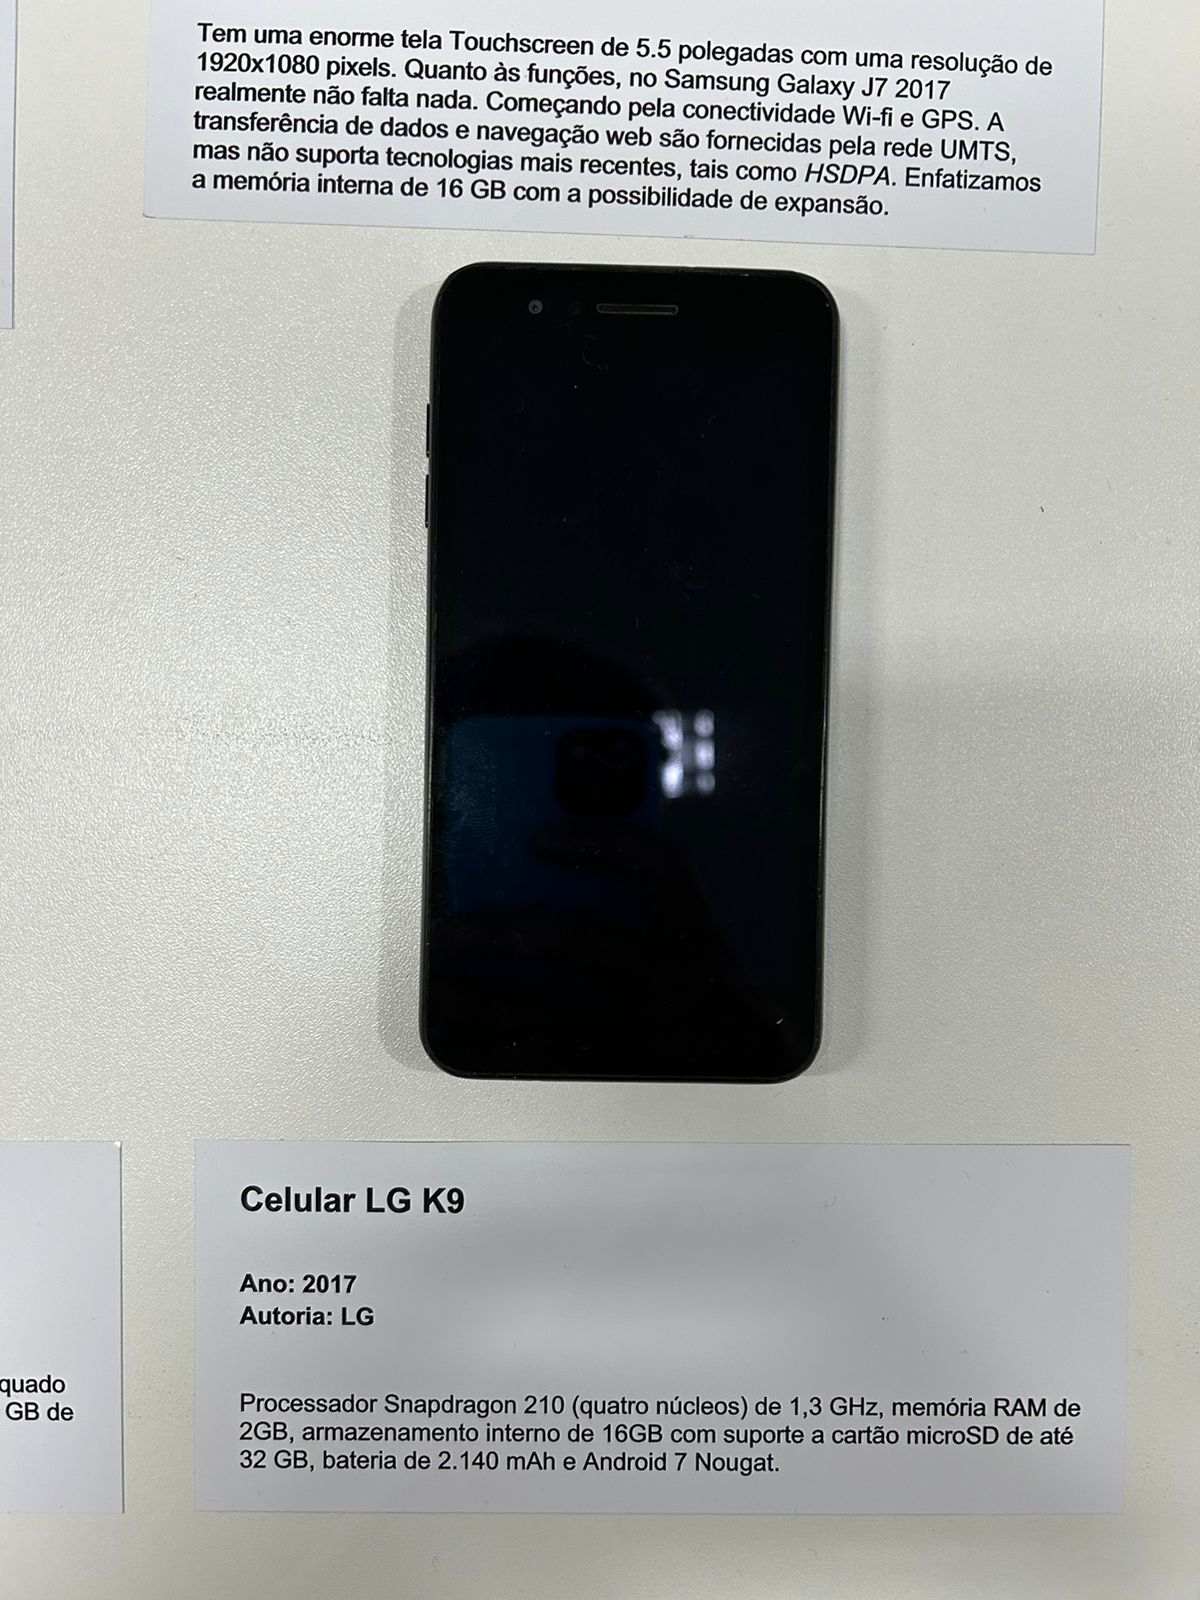 Tem uma enorme tela Touchscreen de 5.5 polegadas com uma resolução de
1920x1080 pixels. Quanto às funções, no Samsung Galaxy J7 2017
realmente não falta nada. Começando pela conectividade Wi-fi e GPS. A
transferência de dados e navegação web são fornecidas pela rede UMTS,
mas não suporta tecnologias mais recentes, tais como HSDPA. Enfatizamos
a memória interna de 16 GB com a possibilidade de expansão.
Celular LG K9
Ano: 2017
Autoria: LG
quado
GB de
Processador Snapdragon 210 (quatro núcleos) de 1,3 GHz, memória RAM de
2GB, armazenamento interno de 16GB com suporte a cartão microSD de até
32 GB, bateria de 2.140 mAh e Android 7 Nougat.